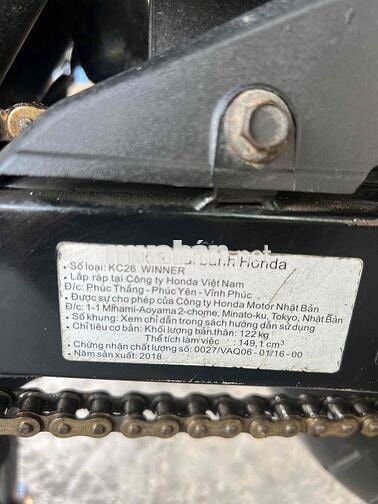 bánh Honda
Số loại: KC26 WINNER
Lắp ráp tại Công ty Honda Việt Nam
Đ/c: Phúc Thắng - Phúc Yên - Vĩnh Phúc
Được sự cho phép của Công ty Honda Motor Nhật Bản
Đ/c: 1-1 Minami-Aoyama 2-chome, Minato-ku, Tokyo, Nhật Bản
Số khung: Xem chỉ dẫn trong sách hướng dẫn sử dụng
Chỉ tiêu cơ bản: Khối lượng bản thân: 122 kg
Thể tích làm việc : 149,1 cm³
Chứng nhận chất lượng số: 0027/VAQ06 - 01/16 - 00
Năm sản xuất: 2018